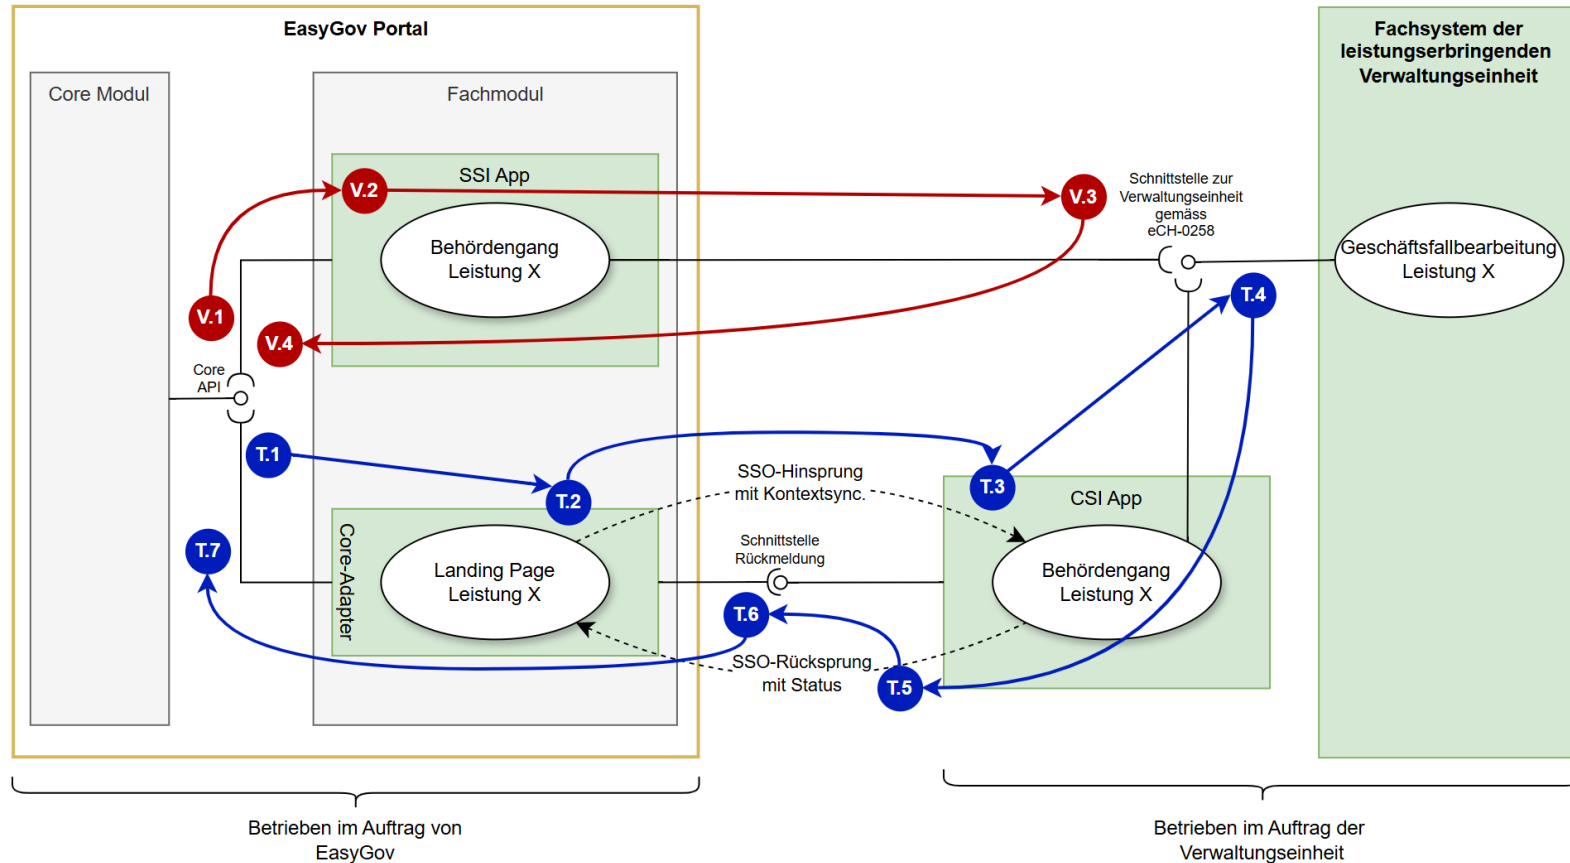 EasyGov Portal
Fachsystem der
leistungserbringenden
Verwaltungseinheit
Core Modul
Fachmodul
SSI App
V.2
V.3
Schnittstelle zur
Verwaltungseinheit
gemäss
eCH-0258
Behördengang
Leistung X
Geschäftsfallbearbeitung
Leistung X
V.1
V.4
T.4
Core
API
T.1
T.2
SSO-Hinsprung
mit Kontextsync.
T.3
CSI App
T.7
Core-Adapter
Landing Page
Leistung X
Schnittstelle
Rückmeldung
Behördengang
Leistung X
T.6
SSO-Rücksprung
mit Status
T.5
Betrieben im Auftrag von
EasyGov
Betrieben im Auftrag der
Verwaltungseinheit